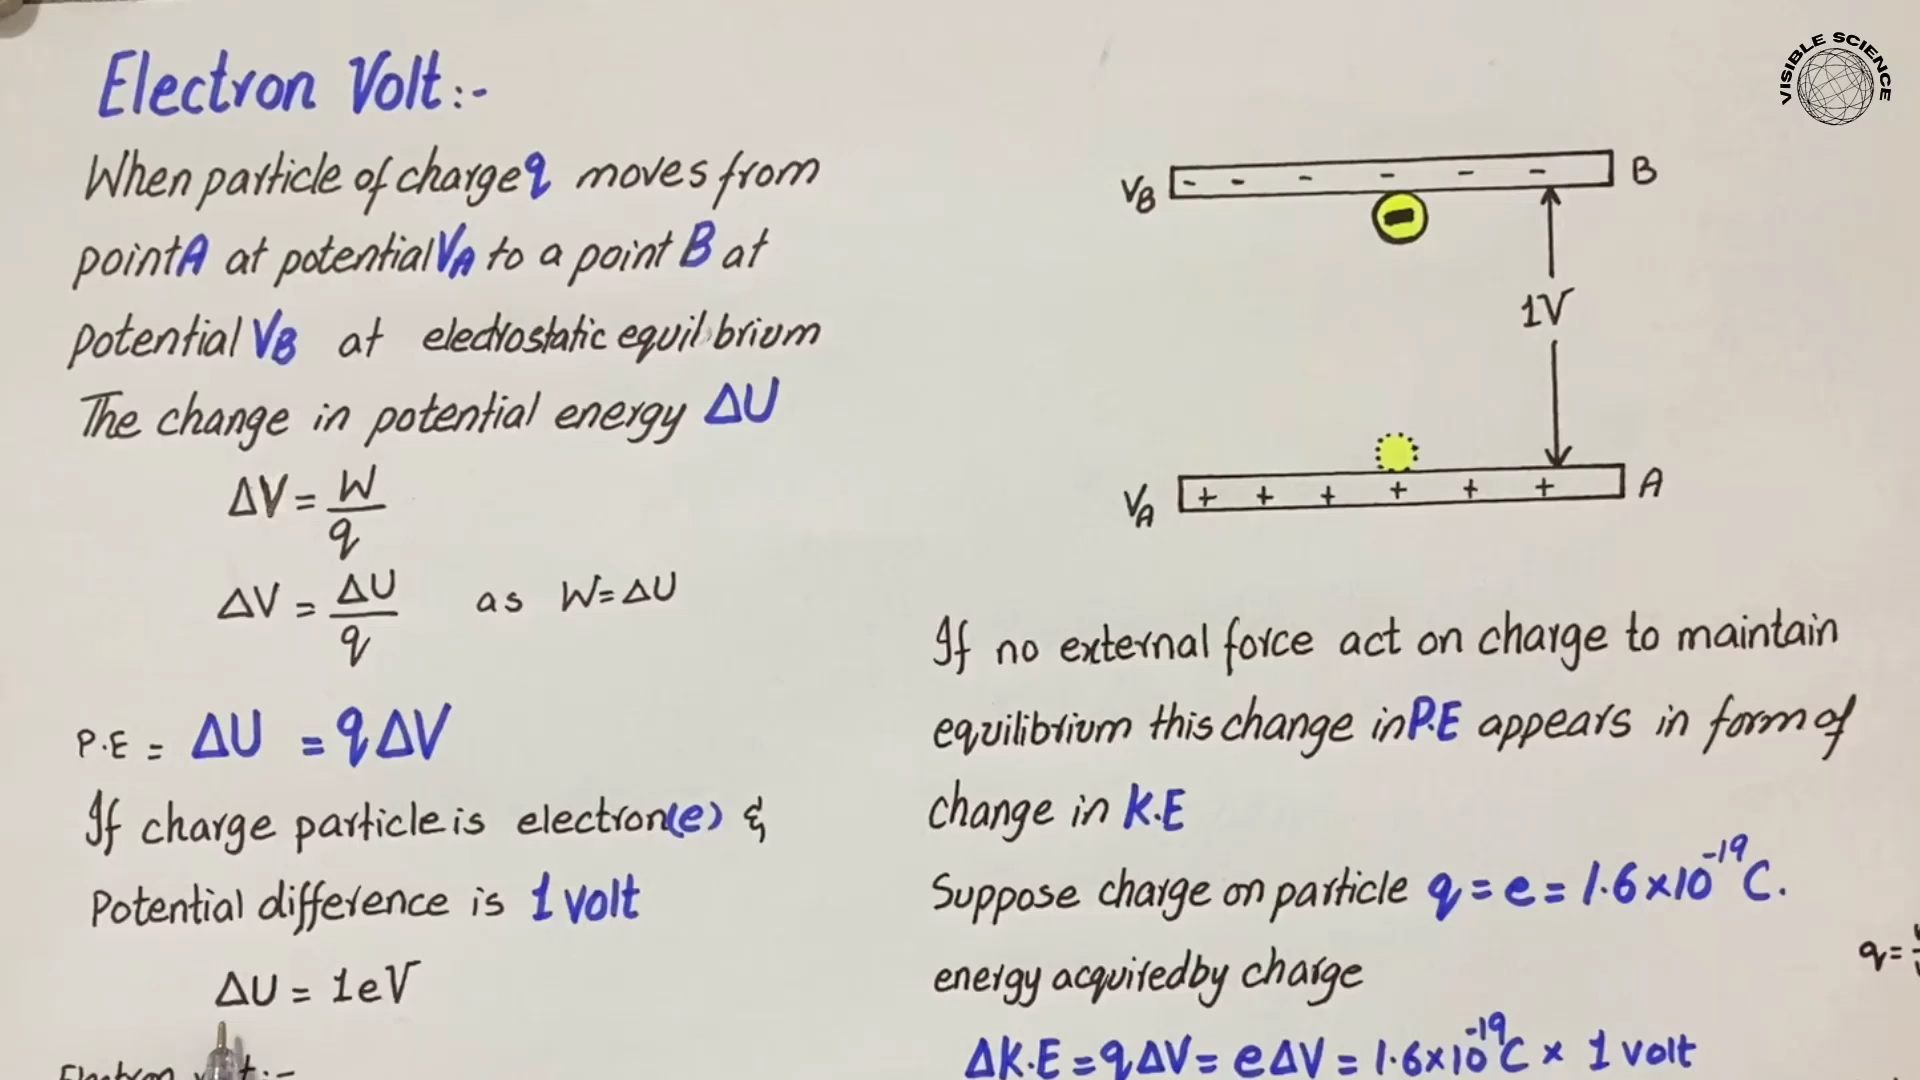 Electron Volt:-
When particle of charge q moves from
point A at potential VA to a point B at
potential VB at electrostatic equilibrium
The change in potential energy ΔU
ΔV = W/q
ΔV = ΔU/q as W=ΔU
P.E = ΔU = qΔV
If charge particle is electron(e) &
Potential difference is 1 volt
ΔU = 1eV
Electron
VISIBLE SCIENCE
VB - - - - - - B
-
1V
VA + + + + + + A
If no external force act on charge to maintain
equilibrium this change in P.E appears in form of
change in K.E
Suppose charge on particle q = e = 1.6×10⁻¹⁹C.
energy acquired by charge
q =
ΔK.E = qΔV = eΔV = 1.6×10⁻¹⁹C × 1 volt